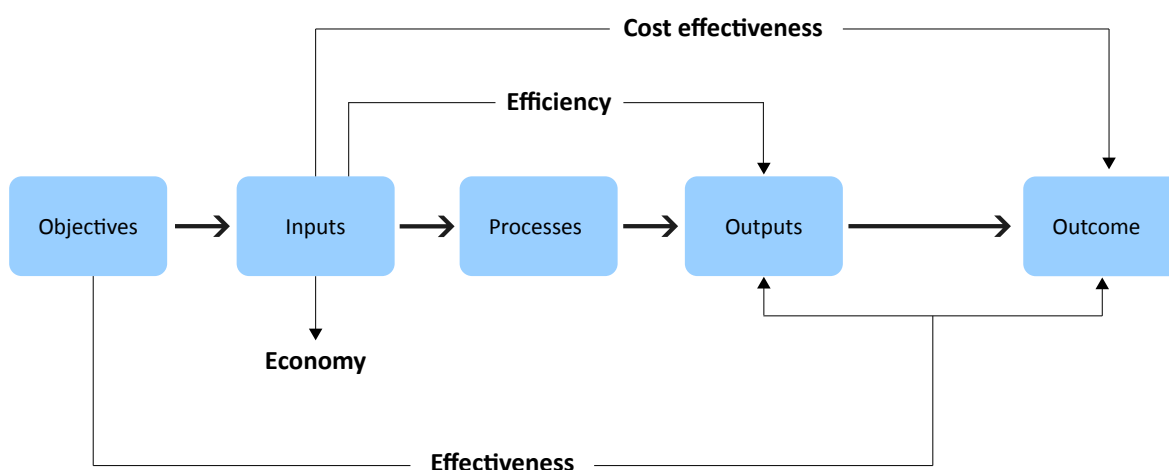 Cost effectiveness
Efficiency
Objectives
Inputs
Processes
Outputs
Outcome
Economy
Effectiveness